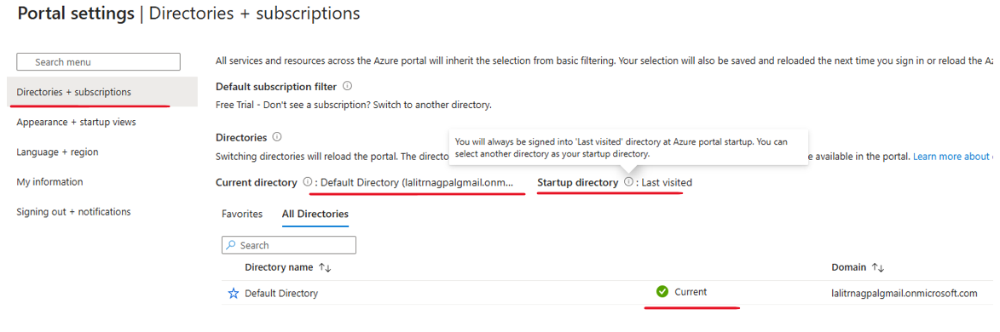 Portal settings | Directories + subscriptions
Search menu
Directories + subscriptions
Appearance + startup views
Language + region
My information
Signing out + notifications
All services and resources across the Azure portal will inherit the selection from basic filtering. Your selection will also be saved and reloaded the next time you sign in or reload the Az
Default subscription filter
Free Trial - Don't see a subscription? Switch to another directory.
Directories
You will always be signed into 'Last visited' directory at Azure portal startup. You can
select another directory as your startup directory.
Switching directories will reload the portal. The directo
e available in the portal. Learn more about
Current directory : Default Directory (lalitrnagpalgmail.onm...
Startup directory : Last visited
Favorites
All Directories
Search
Directory name ↑↓
Domain ↑↓
Default Directory
Current
lalitrnagpalgmail.onmicrosoft.com